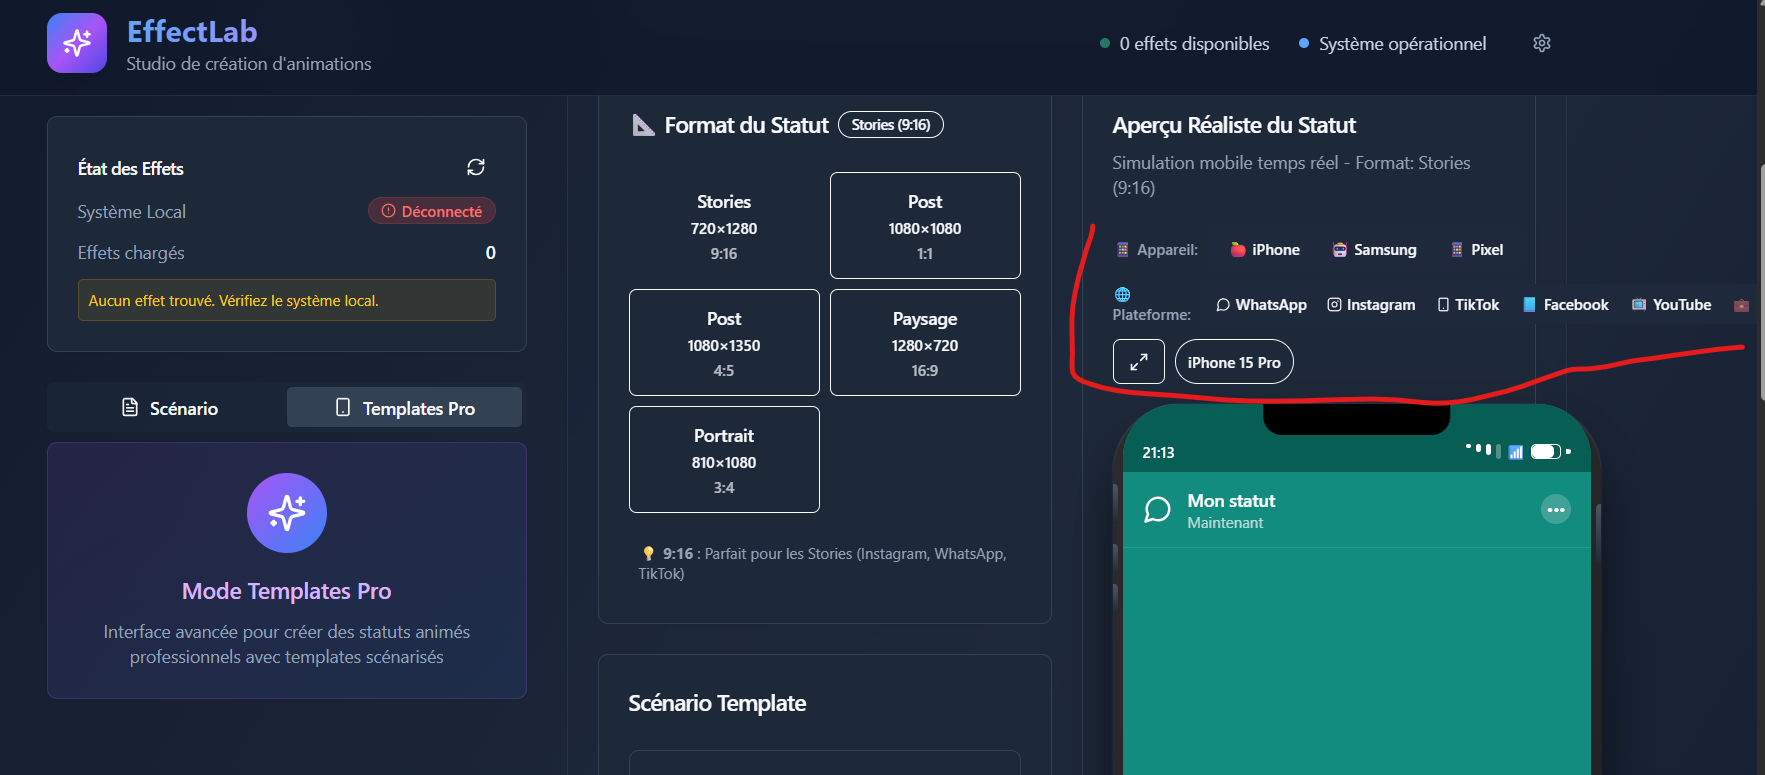 EffectLab
Studio de création d'animations
0 effets disponibles
Système opérationnel
État des Effets
Système Local
Déconnecté
Effets chargés
0
Aucun effet trouvé. Vérifiez le système local.
Scénario
Templates Pro
Mode Templates Pro
Interface avancée pour créer des statuts animés
professionnels avec templates scénarisés
Format du Statut
Stories (9:16)
Stories
720×1280
9:16
Post
1080×1080
1:1
Post
1080×1350
4:5
Paysage
1280×720
16:9
Portrait
810×1080
3:4
9:16 : Parfait pour les Stories (Instagram, WhatsApp,
TikTok)
Scénario Template
Aperçu Réaliste du Statut
Simulation mobile temps réel - Format: Stories
(9:16)
Appareil:
iPhone
Samsung
Pixel
Plateforme:
WhatsApp
Instagram
TikTok
Facebook
YouTube
iPhone 15 Pro
21:13
Mon statut
Maintenant